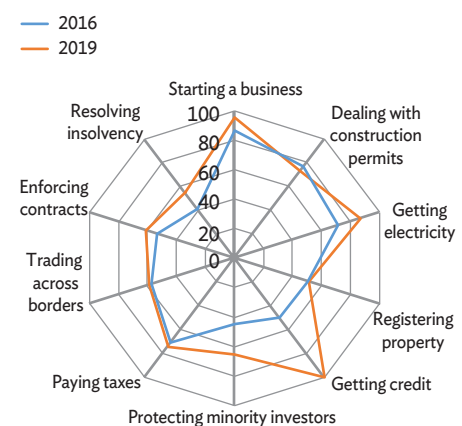 2016
2019
Starting a business
Dealing with
construction
permits
Getting
electricity
Registering
property
Getting credit
Protecting minority investors
Paying taxes
Trading
across
borders
Enforcing
contracts
Resolving
insolvency
100
80
60
40
20
0